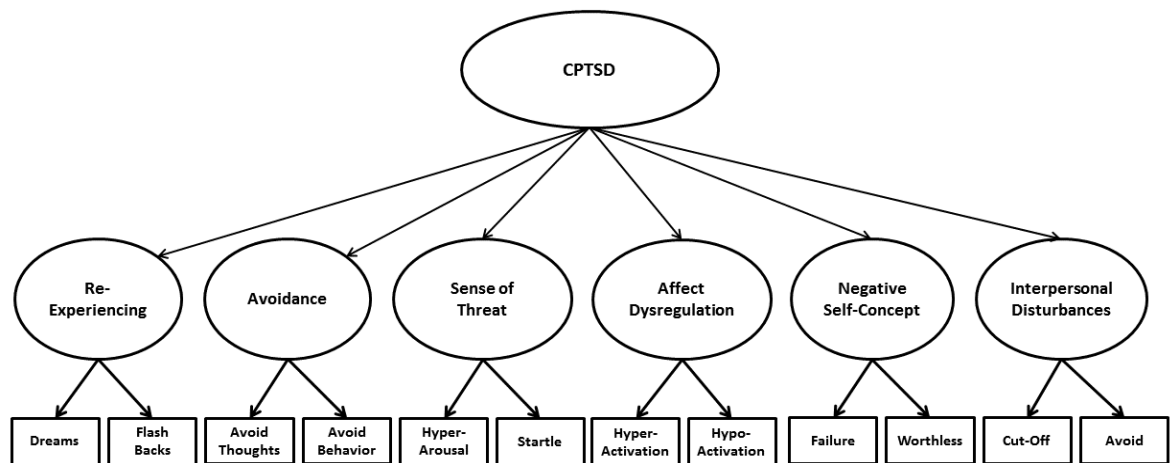 CPTSD
Re-
Experiencing
Avoidance
Sense of
Threat
Affect
Dysregulation
Negative
Self-Concept
Interpersonal
Disturbances
Dreams
Flash
Backs
Avoid
Thoughts
Avoid
Behavior
Hyper-
Arousal
Startle
Hyper-
Activation
Hypo-
Activation
Failure
Worthless
Cut-Off
Avoid